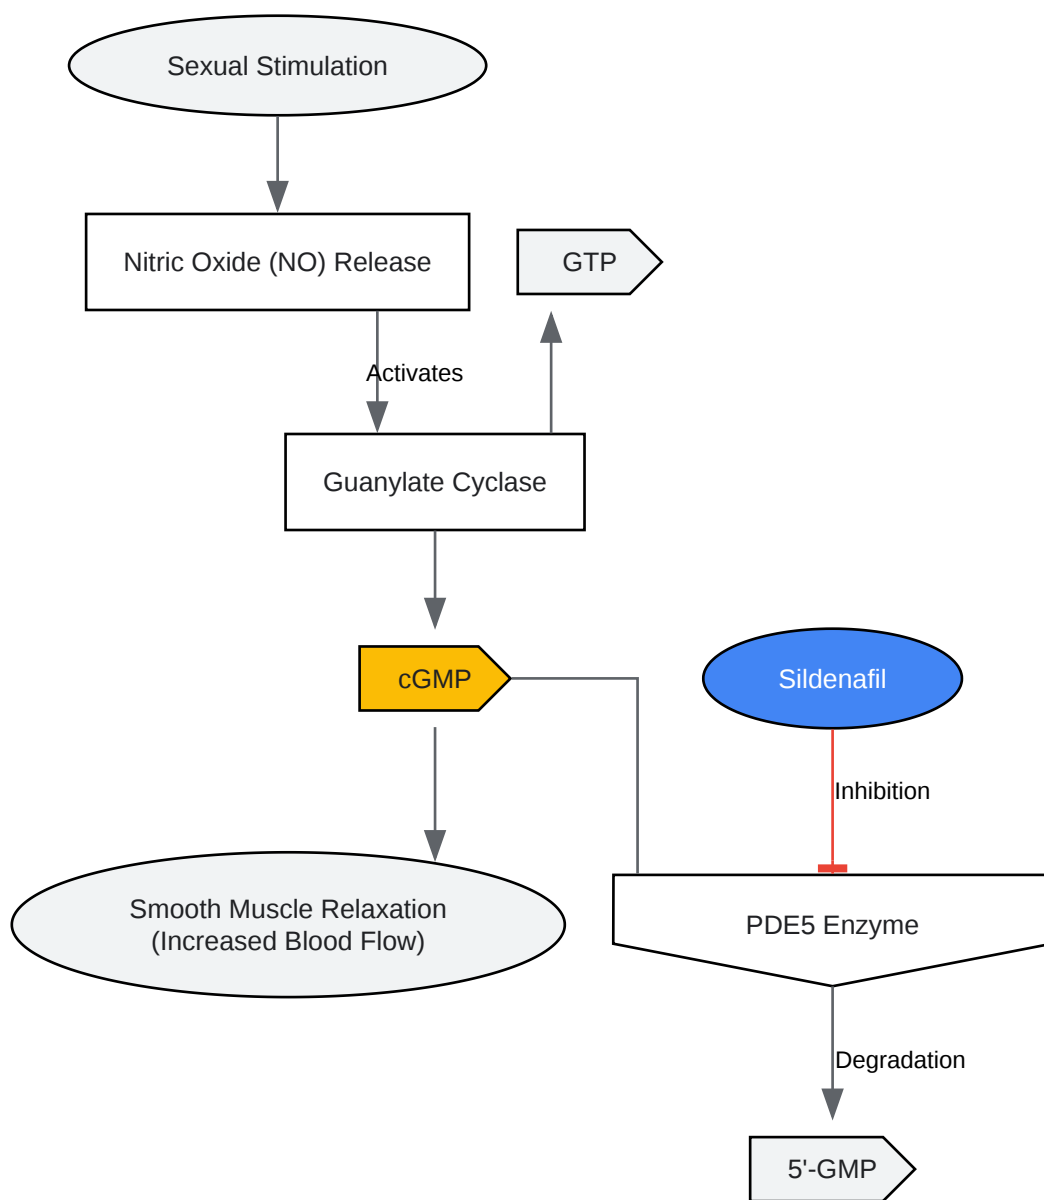 Sexual Stimulation
Nitric Oxide (NO) Release
GTP
Activates
Guanylate Cyclase
cGMP
Sildenafil
Inhibition
Smooth Muscle Relaxation
(Increased Blood Flow)
PDE5 Enzyme
Degradation
5'-GMP